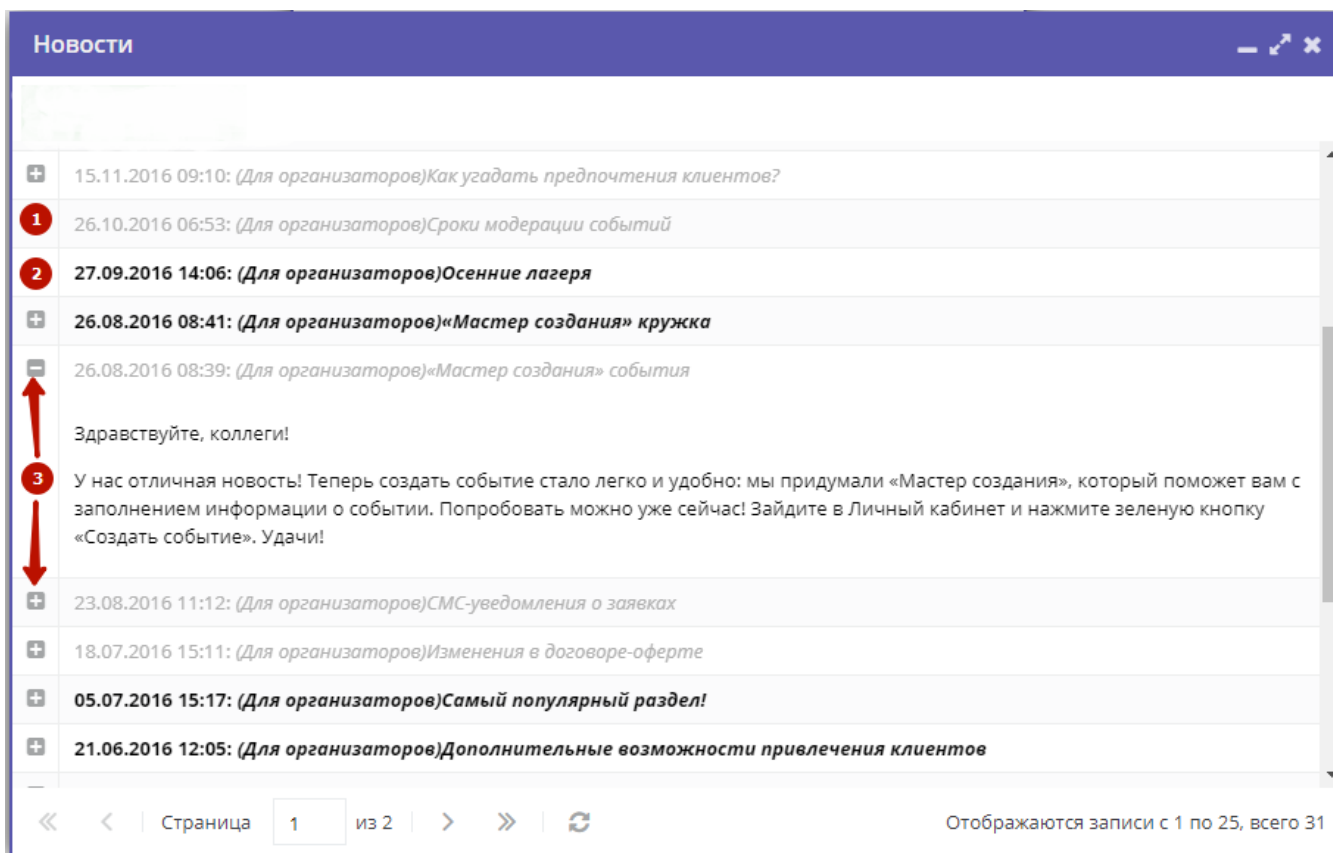 Новости
15.11.2016 09:10: (Для организаторов)Как угадать предпочтения клиентов?
1 26.10.2016 06:53: (Для организаторов)Сроки модерации событий
2 27.09.2016 14:06: (Для организаторов)Осенние лагеря
26.08.2016 08:41: (Для организаторов)«Мастер создания» кружка
26.08.2016 08:39: (Для организаторов)«Мастер создания» события
Здравствуйте, коллеги!
3 У нас отличная новость! Теперь создать событие стало легко и удобно: мы придумали «Мастер создания», который поможет вам с
заполнением информации о событии. Попробовать можно уже сейчас! Зайдите в Личный кабинет и нажмите зеленую кнопку
«Создать событие». Удачи!
23.08.2016 11:12: (Для организаторов)СМС-уведомления о заявках
18.07.2016 15:11: (Для организаторов)Изменения в договоре-оферте
05.07.2016 15:17: (Для организаторов)Самый популярный раздел!
21.06.2016 12:05: (Для организаторов)Дополнительные возможности привлечения клиентов
Страница 1 из 2 Отображаются записи с 1 по 25, всего 31